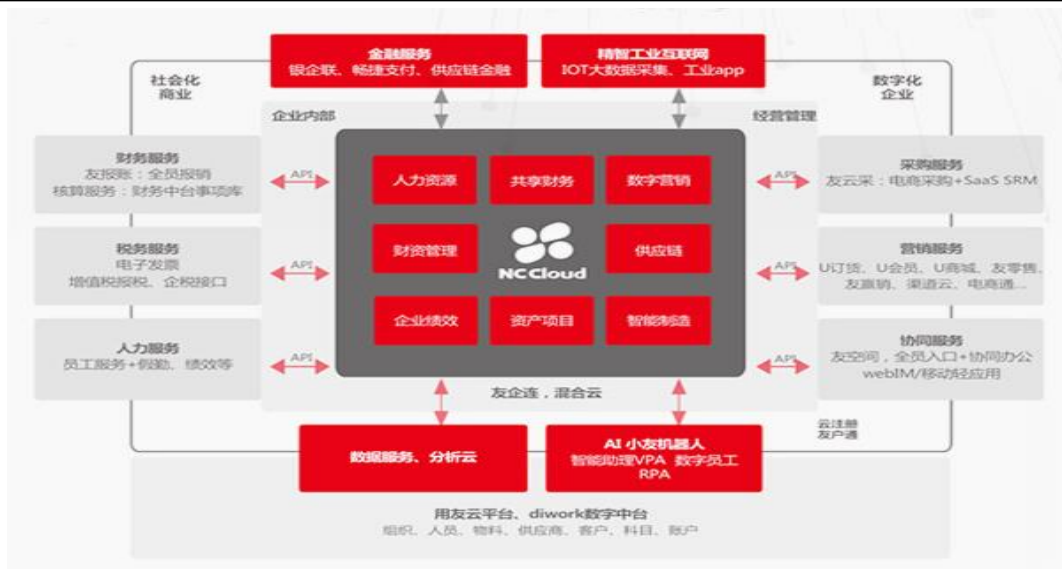 金融服务
银企联、畅捷支付、供应链金融
精智工业互联网
IOT大数据采集、工业app
社会化
商业
数字化
企业
企业内部
经营管理
财务服务
友报账：全员报销
核算服务：财务中台事项库
API
人力资源
共享财务
数字营销
API
采购服务
友云采：电商采购+SaaS SRM
税务服务
电子发票
增值税报税、企税接口
API
财资管理
NC Cloud
供应链
API
营销服务
U订货、U会员、U商城、友零售、
友直销、渠道云、电商通...
人力服务
员工服务+假勤、绩效等
API
企业绩效
资产项目
智能制造
API
协同服务
友空间，全员入口+协同办公
webIM/移动轻应用
友企连，混合云
云注册
友户通
数据服务、分析云
AI 小友机器人
智能助理VPA 数字员工
RPA
用友云平台、diwork数字中台
组织、人员、物料、供应商、客户、科目、账户